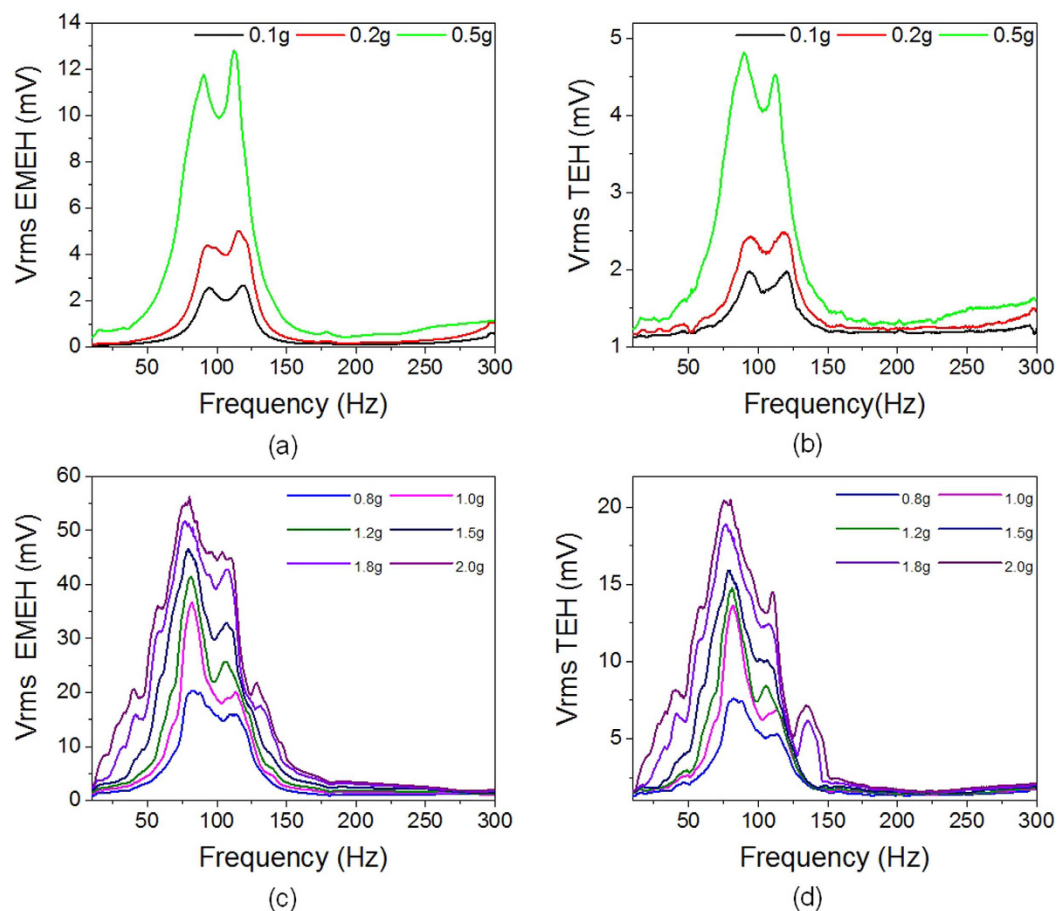 0.1g 0.2g 0.5g
14
12
10
8
6
4
2
0
Vrms EMEH (mV)
50 100 150 200 250 300
Frequency (Hz)
(a)
0.1g 0.2g 0.5g
5
4
3
2
1
Vrms TEH (mV)
50 100 150 200 250 300
Frequency(Hz)
(b)
0.8g 1.0g
1.2g 1.5g
1.8g 2.0g
60
50
40
30
20
10
0
Vrms EMEH (mV)
50 100 150 200 250 300
Frequency (Hz)
(c)
0.8g 1.0g
1.2g 1.5g
1.8g 2.0g
20
15
10
5
Vrms TEH (mV)
50 100 150 200 250 300
Frequency (Hz)
(d)